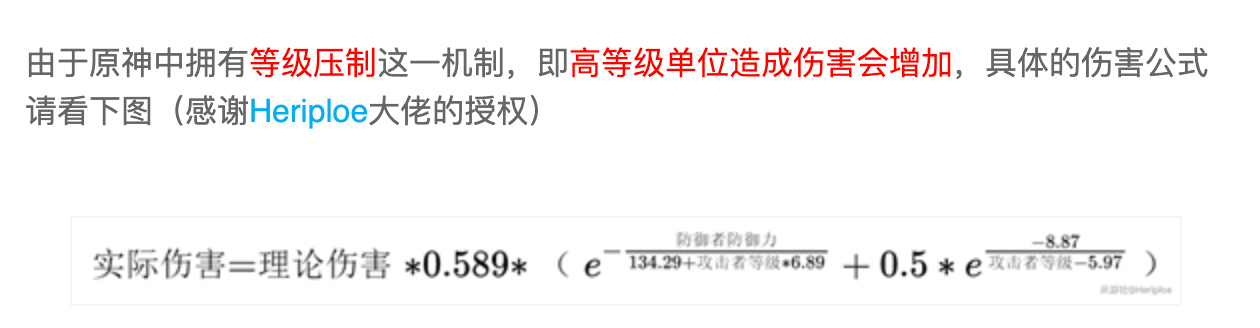 由于原神中拥有等级压制这一机制，即高等级单位造成伤害会增加，具体的伤害公式
请看下图（感谢Heriploe大佬的授权）
实际伤害=理论伤害 *0.589*（e^{-\frac{防御者防御力}{134.29+攻击者等级*6.89}} + 0.5 * e^{\frac{-8.87}{攻击者等级-5.97}}）
@Heriploe